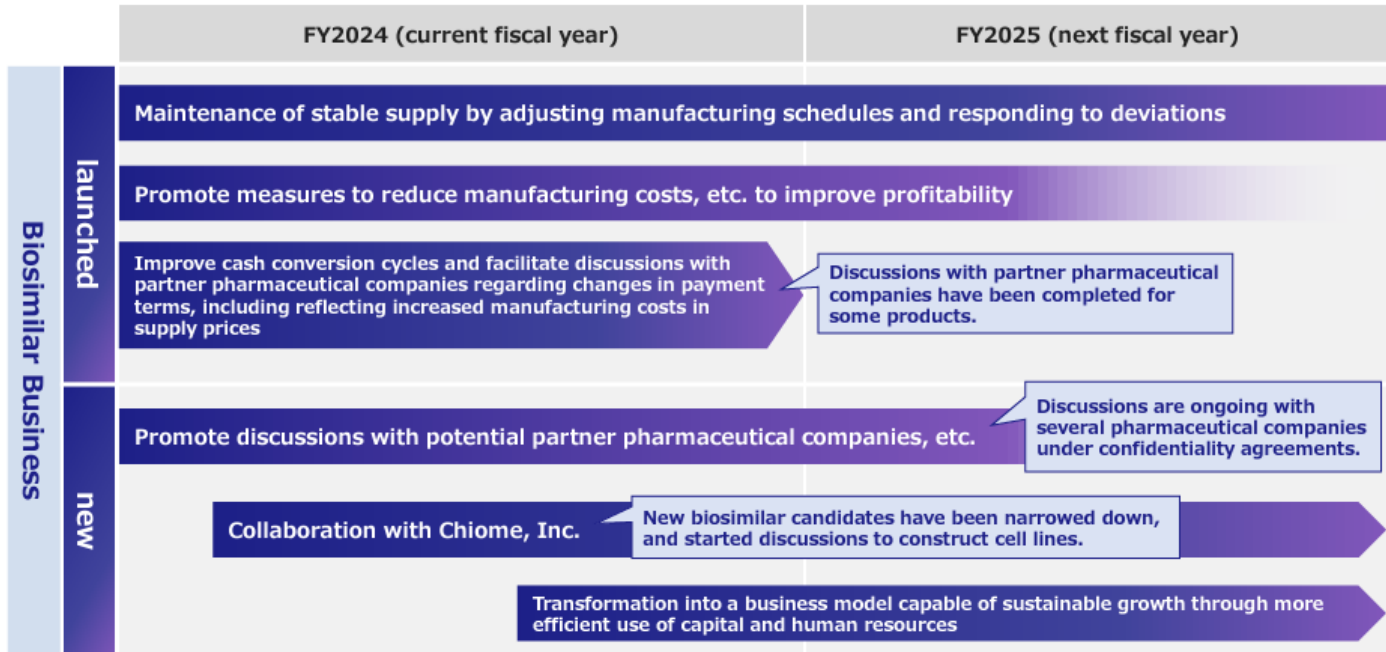 FY2024 (current fiscal year)
FY2025 (next fiscal year)
Biosimilar Business
launched
Maintenance of stable supply by adjusting manufacturing schedules and responding to deviations
Promote measures to reduce manufacturing costs, etc. to improve profitability
Improve cash conversion cycles and facilitate discussions with
partner pharmaceutical companies regarding changes in payment
terms, including reflecting increased manufacturing costs in
supply prices
Discussions with partner pharmaceutical
companies have been completed for
some products.
new
Promote discussions with potential partner pharmaceutical companies, etc.
Discussions are ongoing with
several pharmaceutical companies
under confidentiality agreements.
Collaboration with Chiome, Inc.
New biosimilar candidates have been narrowed down,
and started discussions to construct cell lines.
Transformation into a business model capable of sustainable growth through more
efficient use of capital and human resources